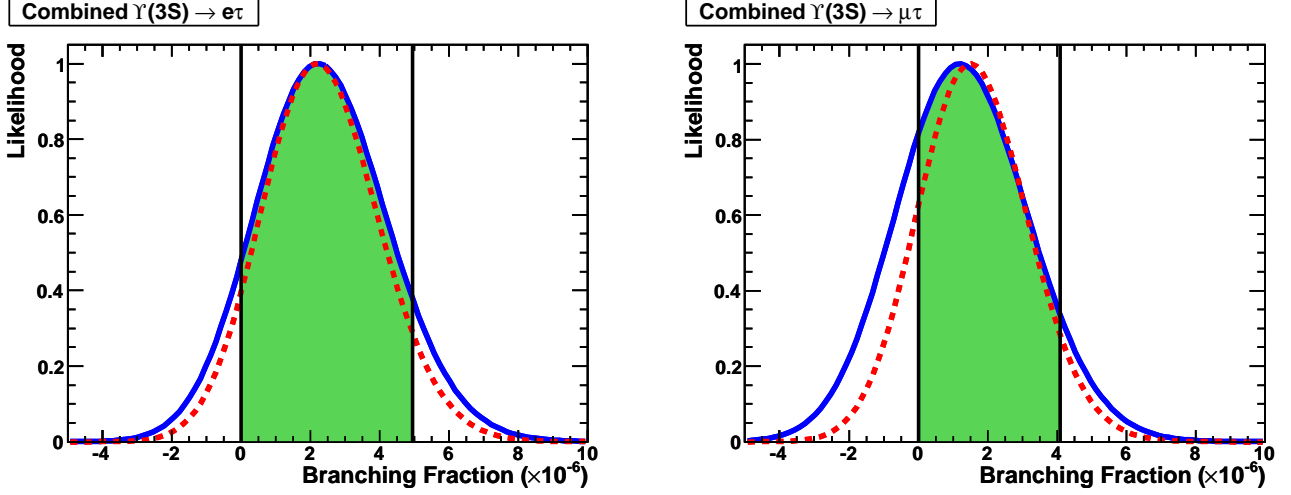 Combined ϒ(3S) → eτ
Likelihood
1
0.8
0.6
0.4
0.2
0
-4 -2 0 2 4 6 8 10
Branching Fraction (×10⁻⁶)
Combined ϒ(3S) → μτ
Likelihood
1
0.8
0.6
0.4
0.2
0
-4 -2 0 2 4 6 8 10
Branching Fraction (×10⁻⁶)